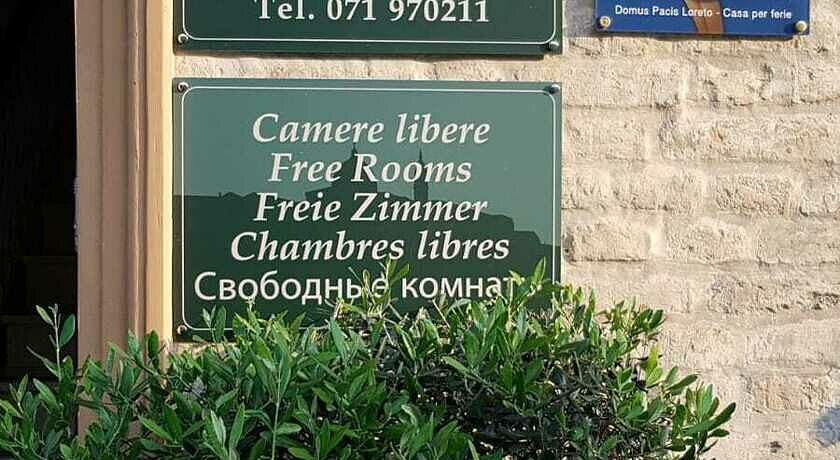 Tel. 071 970211
Domus Pacis Loreto - Casa per ferie
Camere libere
Free Rooms
Freie Zimmer
Chambres libres
Свободные